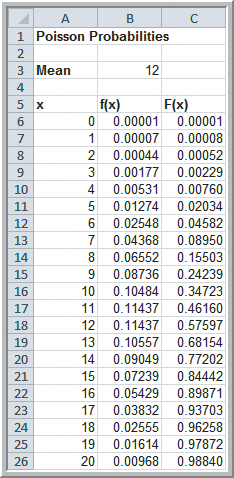 A B C
1 Poisson Probabilities
2
3 Mean 12
4
5 x f(x) F(x)
6 0 0.00001 0.00001
7 1 0.00007 0.00008
8 2 0.00044 0.00052
9 3 0.00177 0.00229
10 4 0.00531 0.00760
11 5 0.01274 0.02034
12 6 0.02548 0.04582
13 7 0.04368 0.08950
14 8 0.06552 0.15503
15 9 0.08736 0.24239
16 10 0.10484 0.34723
17 11 0.11437 0.46160
18 12 0.11437 0.57597
19 13 0.10557 0.68154
20 14 0.09049 0.77202
21 15 0.07239 0.84442
22 16 0.05429 0.89871
23 17 0.03832 0.93703
24 18 0.02555 0.96258
25 19 0.01614 0.97872
26 20 0.00968 0.98840